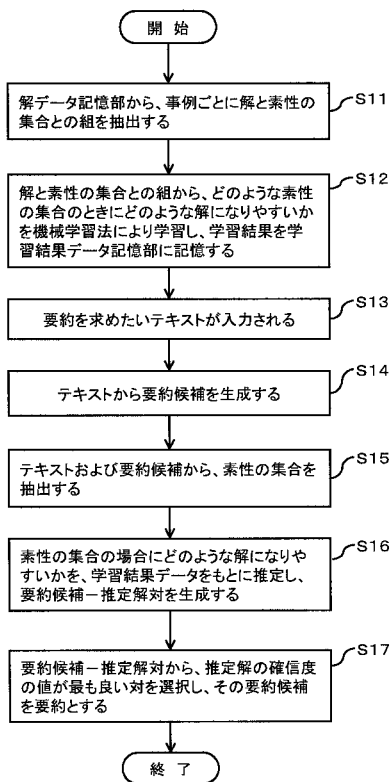 開 始
S11
解データ記憶部から、事例ごとに解と素性の
集合との組を抽出する
S12
解と素性の集合との組から、どのような素性
の集合のときにどのような解になりやすいか
を機械学習法により学習し、学習結果を学
習結果データ記憶部に記憶する
S13
要約を求めたいテキストが入力される
S14
テキストから要約候補を生成する
S15
テキストおよび要約候補から、素性の集合を
抽出する
S16
素性の集合の場合にどのような解になりや
すいかを、学習結果データをもとに推定し、
要約候補－推定解対を生成する
S17
要約候補－推定解対から、推定解の確信度
の値が最も良い対を選択し、その要約候補
を要約とする
終 了